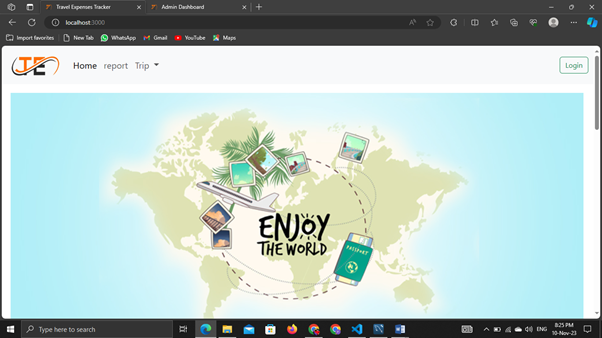 Travel Expenses Tracker
Admin Dashboard
localhost:3000
Import favorites
New Tab
WhatsApp
Gmail
YouTube
Maps
TE
Home
report
Trip
Login
ENJOY
THE WORLD
PASSPORT
Type here to search
ENG
8:25 PM
10-Nov-23